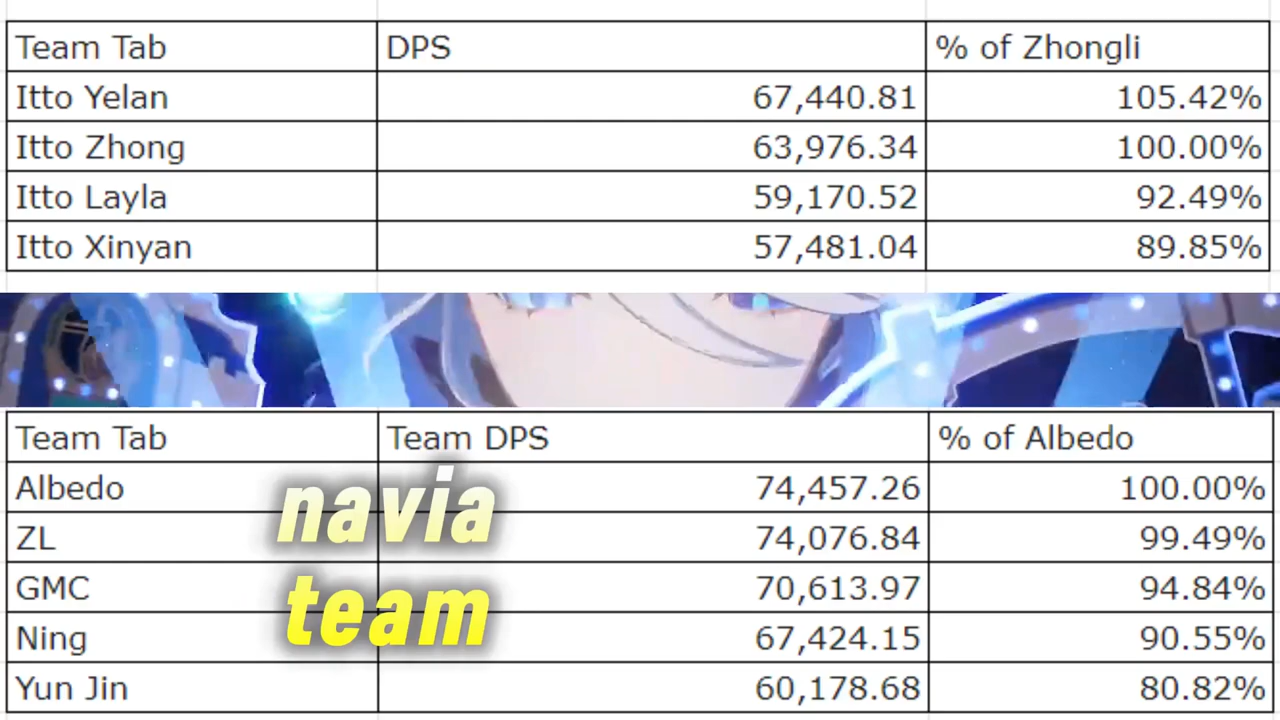 Team Tab DPS % of Zhongli
Itto Yelan 67,440.81 105.42%
Itto Zhong 63,976.34 100.00%
Itto Layla 59,170.52 92.49%
Itto Xinyan 57,481.04 89.85%
Team Tab Team DPS % of Albedo
Albedo 74,457.26 100.00%
ZL 74,076.84 99.49%
GMC 70,613.97 94.84%
Ning 67,424.15 90.55%
Yun Jin 60,178.68 80.82%
navia
team